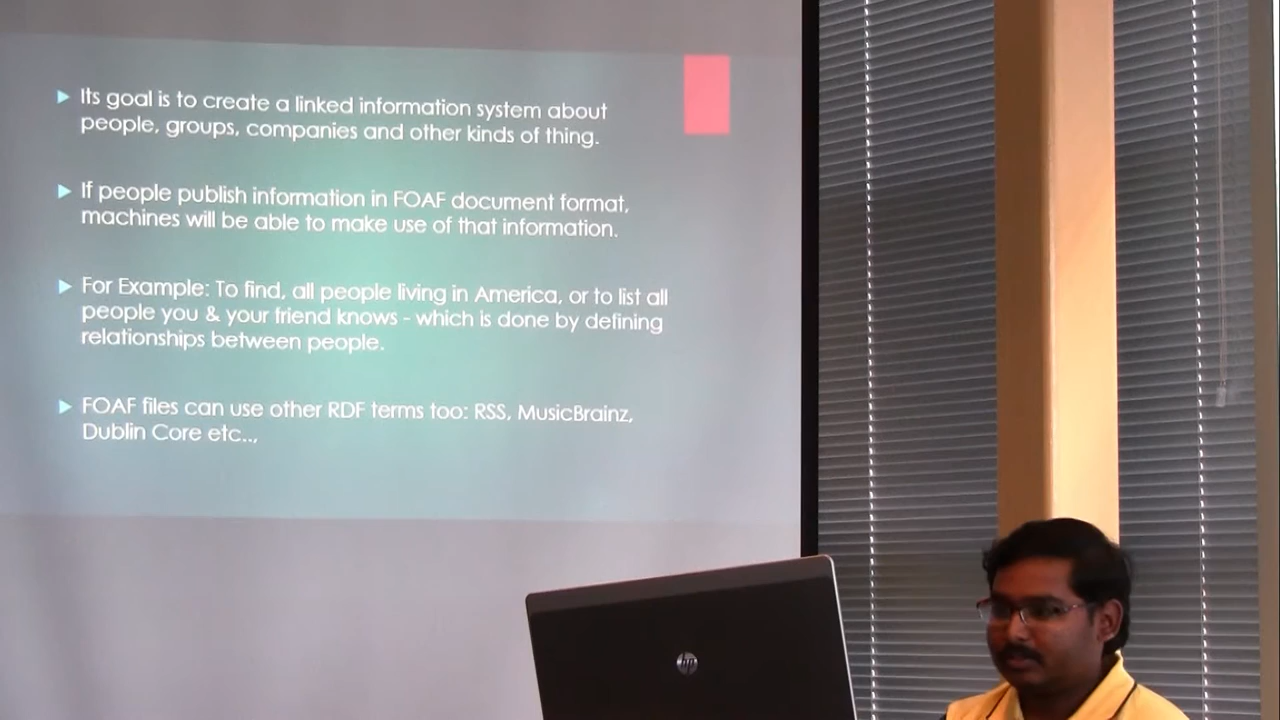 Its goal is to create a linked information system about
people, groups, companies and other kinds of thing.
If people publish information in FOAF document format,
machines will be able to make use of that information.
For Example: To find, all people living in America, or to list all
people you & your friend knows - which is done by defining
relationships between people.
FOAF files can use other RDF terms too: RSS, MusicBrainz,
Dublin Core etc..,
hp